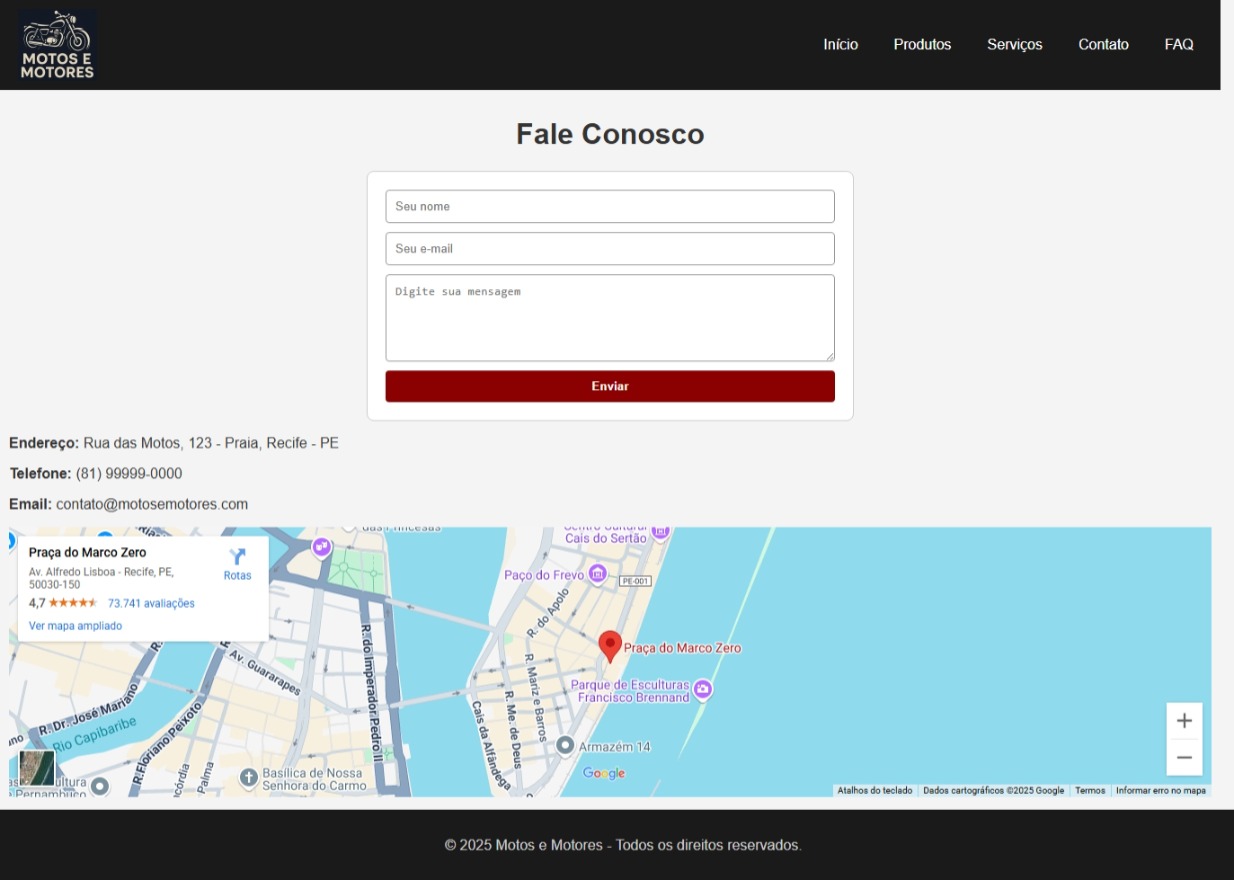 MOTOS E
MOTORES
Início
Produtos
Serviços
Contato
FAQ
Fale Conosco
Seu nome
Seu e-mail
Digite sua mensagem
Enviar
Endereço: Rua das Motos, 123 - Praia, Recife - PE
Telefone: (81) 99999-0000
Email: contato@motosemotores.com
Praça do Marco Zero
Av. Alfredo Lisboa - Recife, PE,
50030-150
Rotas
4,7
73.741 avaliações
Ver mapa ampliado
das Princesas
Centro Cultural
Cais do Sertão
Paço do Frevo
PE-001
R. do Apolo
Praça do Marco Zero
R. do Imperador Pedro II
Av. Guararapes
R. Mariz e Barros
Parque de Esculturas
Francisco Brennand
R. Me. de Deus
Cais da Alfândega
R. Dr. José Mariano
Rio Capibaribe
R. Floriano Peixoto
Palma
Armazém 14
Basílica de Nossa
Senhora do Carmo
Google
Atalhos do teclado
Dados cartográficos ©2025 Google
Termos
Informar erro no mapa
© 2025 Motos e Motores - Todos os direitos reservados.